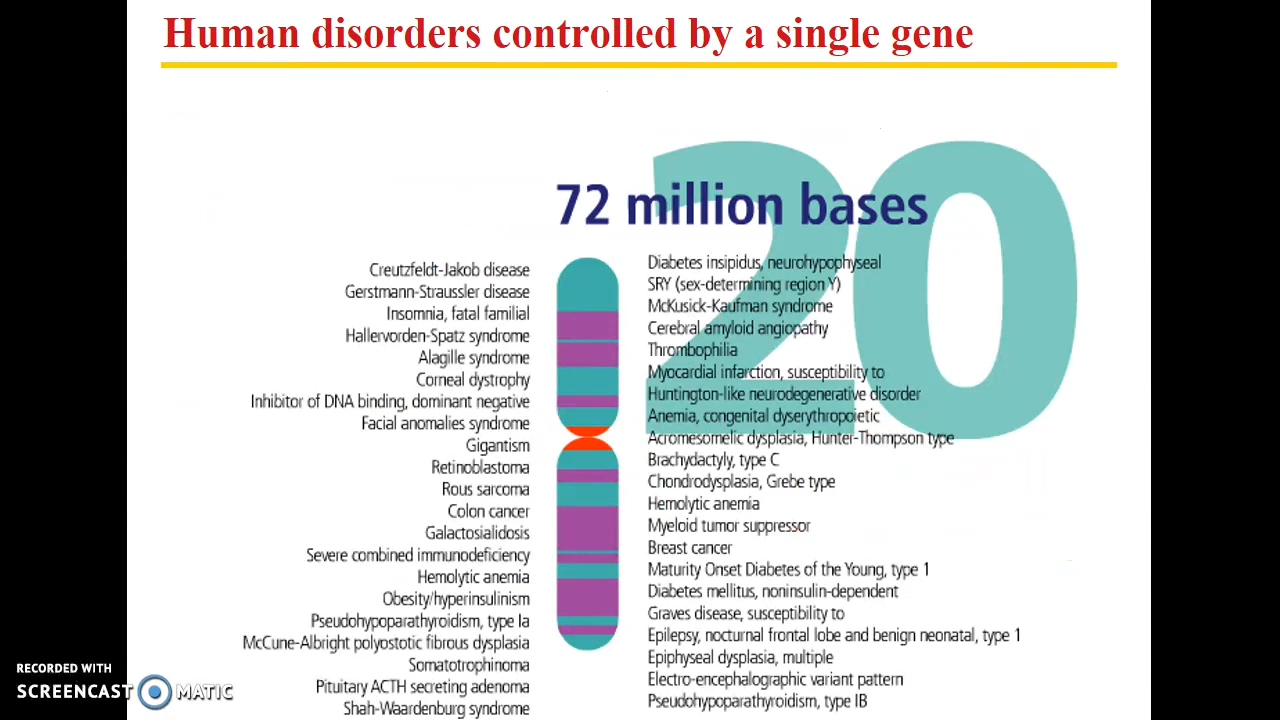 Human disorders controlled by a single gene
20
72 million bases
Creutzfeldt-Jakob disease
Gerstmann-Straussler disease
Insomnia, fatal familial
Hallervorden-Spatz syndrome
Alagille syndrome
Corneal dystrophy
Inhibitor of DNA binding, dominant negative
Facial anomalies syndrome
Gigantism
Retinoblastoma
Rous sarcoma
Colon cancer
Galactosialidosis
Severe combined immunodeficiency
Hemolytic anemia
Obesity/hyperinsulinism
Pseudohypoparathyroidism, type Ia
McCune-Albright polyostotic fibrous dysplasia
Somatotrophinoma
Pituitary ACTH secreting adenoma
Shah-Waardenburg syndrome
Diabetes insipidus, neurohypophyseal
SRY (sex-determining region Y)
McKusick-Kaufman syndrome
Cerebral amyloid angiopathy
Thrombophilia
Myocardial infarction, susceptibility to
Huntington-like neurodegenerative disorder
Anemia, congenital dyserythropoietic
Acromesomelic dysplasia, Hunter-Thompson type
Brachydactyly, type C
Chondrodysplasia, Grebe type
Hemolytic anemia
Myeloid tumor suppressor
Breast cancer
Maturity Onset Diabetes of the Young, type 1
Diabetes mellitus, noninsulin-dependent
Graves disease, susceptibility to
Epilepsy, nocturnal frontal lobe and benign neonatal, type 1
Epiphyseal dysplasia, multiple
Electro-encephalographic variant pattern
Pseudohypoparathyroidism, type IB
RECORDED WITH
SCREENCAST MATIC